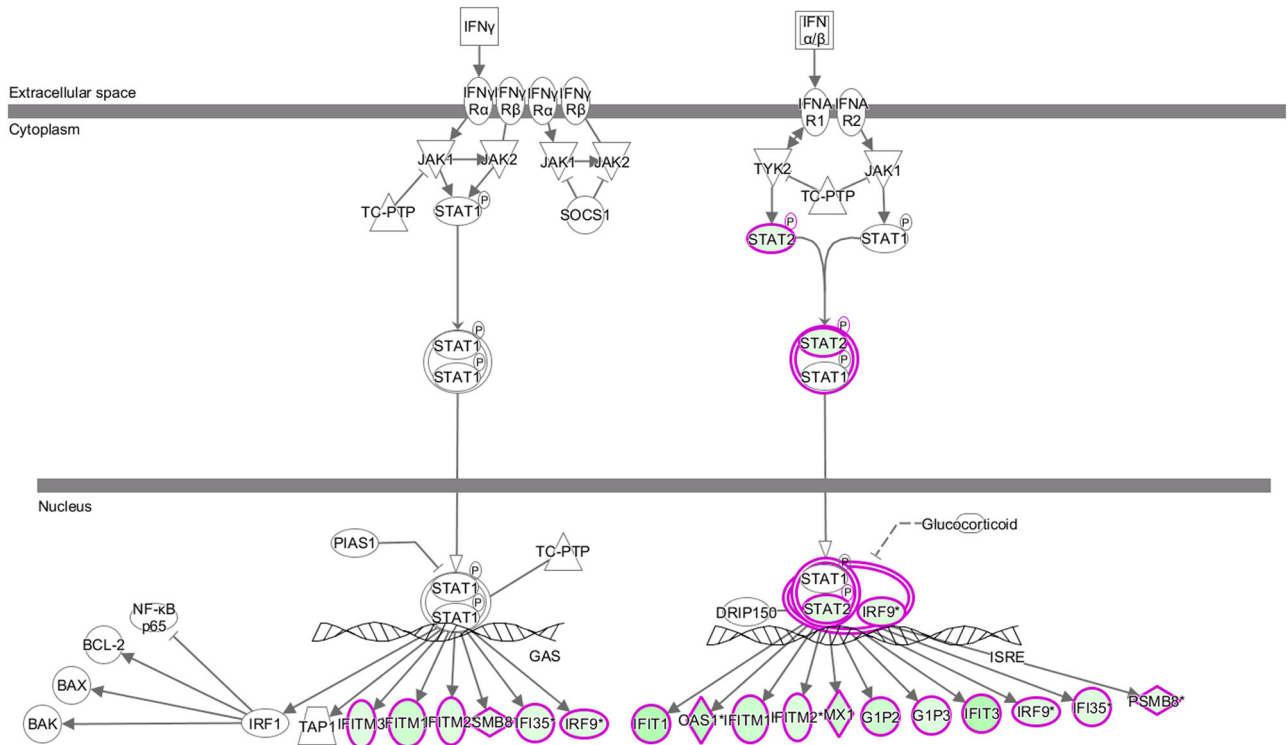 IFNγ
IFN
α/β
Extracellular space
IFNγ
Rα
IFNγ
Rβ
IFNγ
Rα
IFNγ
Rβ
IFNA
R1
IFNA
R2
Cytoplasm
JAK1
JAK2
JAK1
JAK2
TYK2
JAK1
TC-PTP
STAT1
P
SOCS1
TC-PTP
STAT2
P
STAT1
P
STAT1
P
STAT1
P
STAT2
P
STAT1
P
Nucleus
PIAS1
TC-PTP
Glucocorticoid
STAT1
P
STAT1
P
STAT1
P
STAT2
P
IRF9*
DRIP150
NF-κB
p65
BCL-2
BAX
BAK
GAS
ISRE
IRF1
TAP1
IFITM3
IFITM1
IFITM2
SMB8
IFI35*
IRF9*
IFIT1
OAS1*
IFITM1
IFITM2*
MX1
G1P2
G1P3
IFIT3
IRF9*
IFI35*
PSMB8*